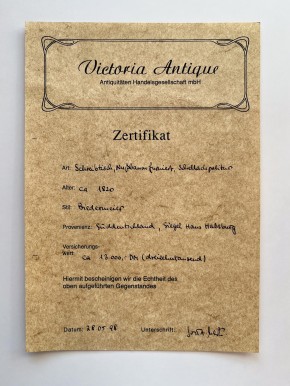 Victoria Antique
Antiquitäten Handelsgesellschaft mbH
Zertifikat
Art: Schreibtisch, Nußbaum furniert, Schellackpolitur
Alter: ca 1820
Stil: Biedermeier
Provenienz: Süddeutschland, Siegel Haus Habsburg
Versicherungs-
wert: ca 13.000,- DM (dreizehntausend)
Hiermit bescheinigen wir die Echtheit des
oben aufgeführten Gegenstandes
Datum: 28 05 98 Unterschrift: